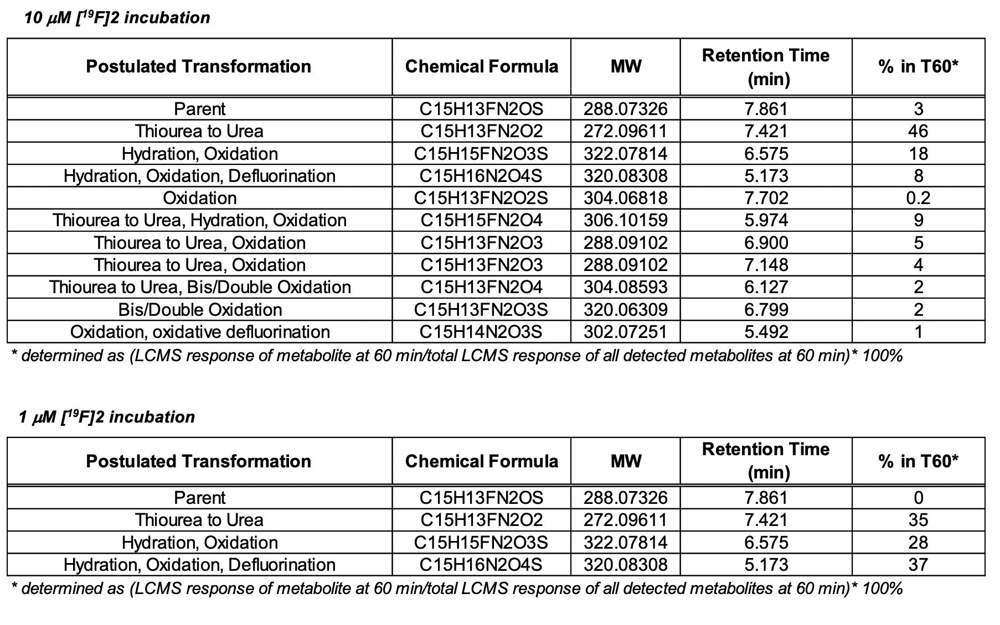 10 μM [¹⁹F]2 incubation
Postulated Transformation Chemical Formula MW Retention Time (min) % in T60*
Parent C15H13FN2OS 288.07326 7.861 3
Thiourea to Urea C15H13FN2O2 272.09611 7.421 46
Hydration, Oxidation C15H15FN2O3S 322.07814 6.575 18
Hydration, Oxidation, Defluorination C15H16N2O4S 320.08308 5.173 8
Oxidation C15H13FN2O2S 304.06818 7.702 0.2
Thiourea to Urea, Hydration, Oxidation C15H15FN2O4 306.10159 5.974 9
Thiourea to Urea, Oxidation C15H13FN2O3 288.09102 6.900 5
Thiourea to Urea, Oxidation C15H13FN2O3 288.09102 7.148 4
Thiourea to Urea, Bis/Double Oxidation C15H13FN2O4 304.08593 6.127 2
Bis/Double Oxidation C15H13FN2O3S 320.06309 6.799 2
Oxidation, oxidative defluorination C15H14N2O3S 302.07251 5.492 1
* determined as (LCMS response of metabolite at 60 min/total LCMS response of all detected metabolites at 60 min)* 100%
1 μM [¹⁹F]2 incubation
Postulated Transformation Chemical Formula MW Retention Time (min) % in T60*
Parent C15H13FN2OS 288.07326 7.861 0
Thiourea to Urea C15H13FN2O2 272.09611 7.421 35
Hydration, Oxidation C15H15FN2O3S 322.07814 6.575 28
Hydration, Oxidation, Defluorination C15H16N2O4S 320.08308 5.173 37
* determined as (LCMS response of metabolite at 60 min/total LCMS response of all detected metabolites at 60 min)* 100%